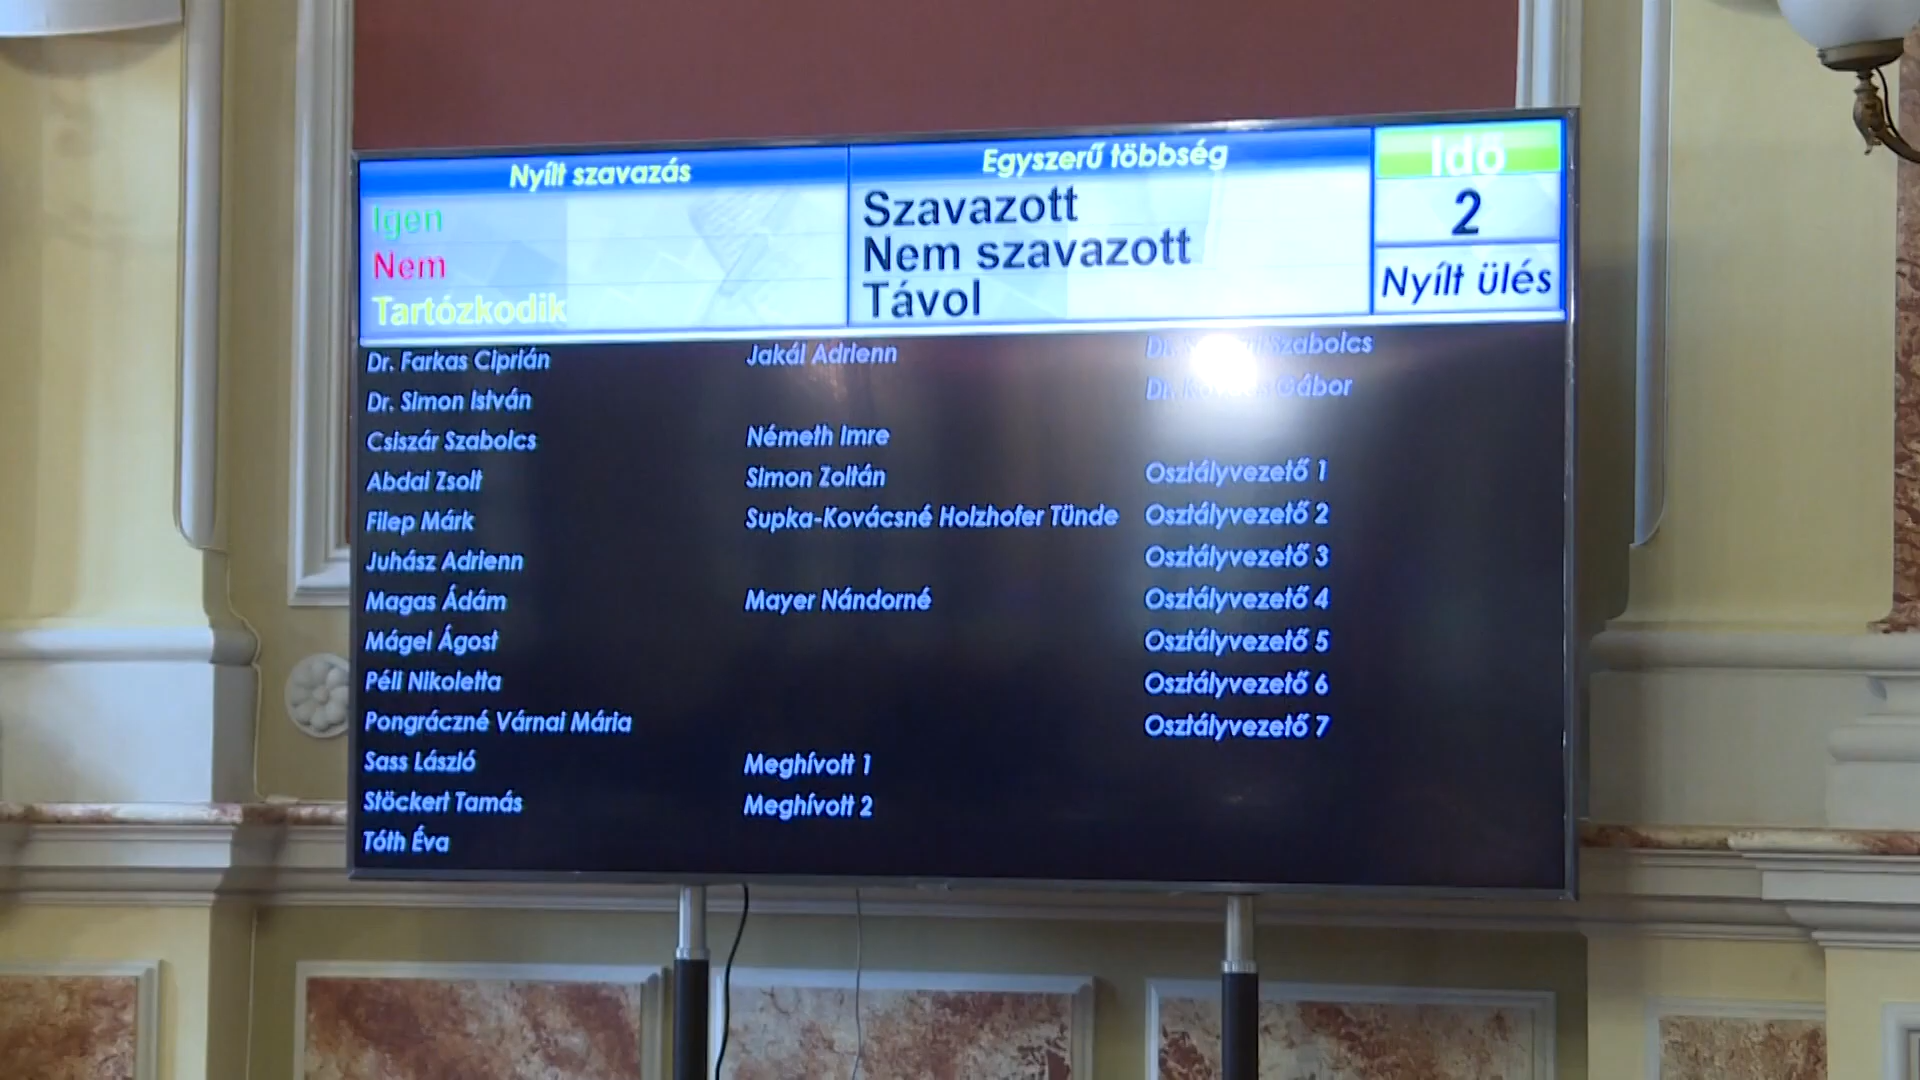 Nyílt szavazás
Igen
Nem
Tartózkodik
Egyszerű többség
Szavazott
Nem szavazott
Távol
Idő
2
Nyílt ülés
Dr. Farkas Ciprián
Dr. Simon István
Csiszár Szabolcs
Abdai Zsolt
Filep Márk
Juhász Adrienn
Magas Ádám
Mágel Ágost
Péli Nikoletta
Pongráczné Várnai Mária
Sass László
Stöckert Tamás
Tóth Éva
Jakál Adrienn
Németh Imre
Simon Zoltán
Supka-Kovácsné Holzhofer Tünde
Mayer Nándorné
Meghívott 1
Meghívott 2
Dr. Szabolcs
Dr. Gábor
Osztályvezető 1
Osztályvezető 2
Osztályvezető 3
Osztályvezető 4
Osztályvezető 5
Osztályvezető 6
Osztályvezető 7